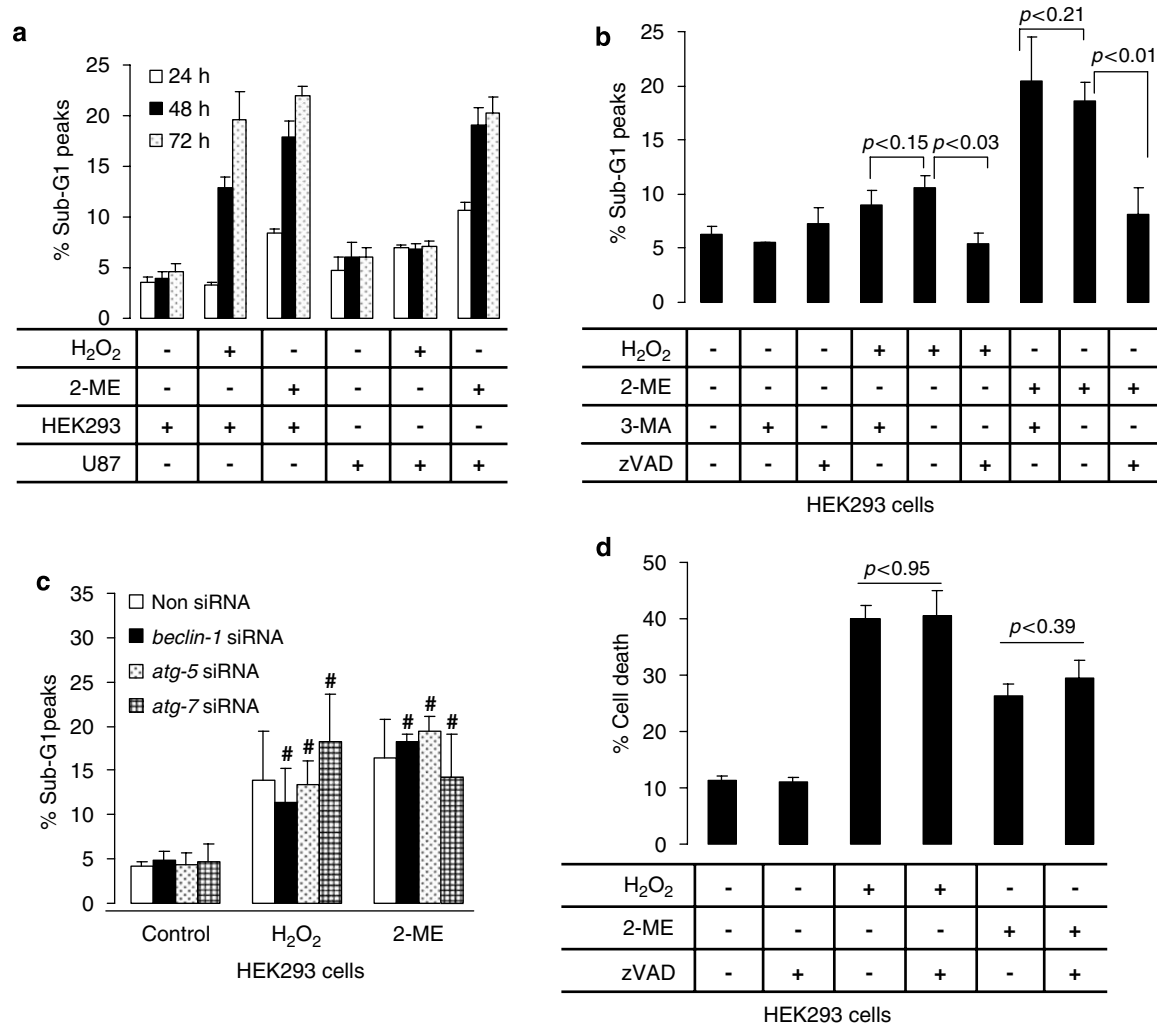 a
25
20
15
10
5
0
% Sub-G1 peaks
24 h
48 h
72 h
H2O2 - + - - + -
2-ME - - + - - +
HEK293 + + + - - -
U87 - - - + + +
b
25
20
15
10
5
0
% Sub-G1 peaks
p<0.21
p<0.01
p<0.15
p<0.03
H2O2 - - - + + + - - -
2-ME - - - - - - + + +
3-MA - + - + - - + - -
zVAD - - + - - + - - +
HEK293 cells
c
35
30
25
20
15
10
5
0
% Sub-G1peaks
Non siRNA
beclin-1 siRNA
atg-5 siRNA
atg-7 siRNA
# # # # # #
Control H2O2 2-ME
HEK293 cells
d
50
40
30
20
10
0
% Cell death
p<0.95
p<0.39
H2O2 - - + + - -
2-ME - - - - + +
zVAD - + - + - +
HEK293 cells